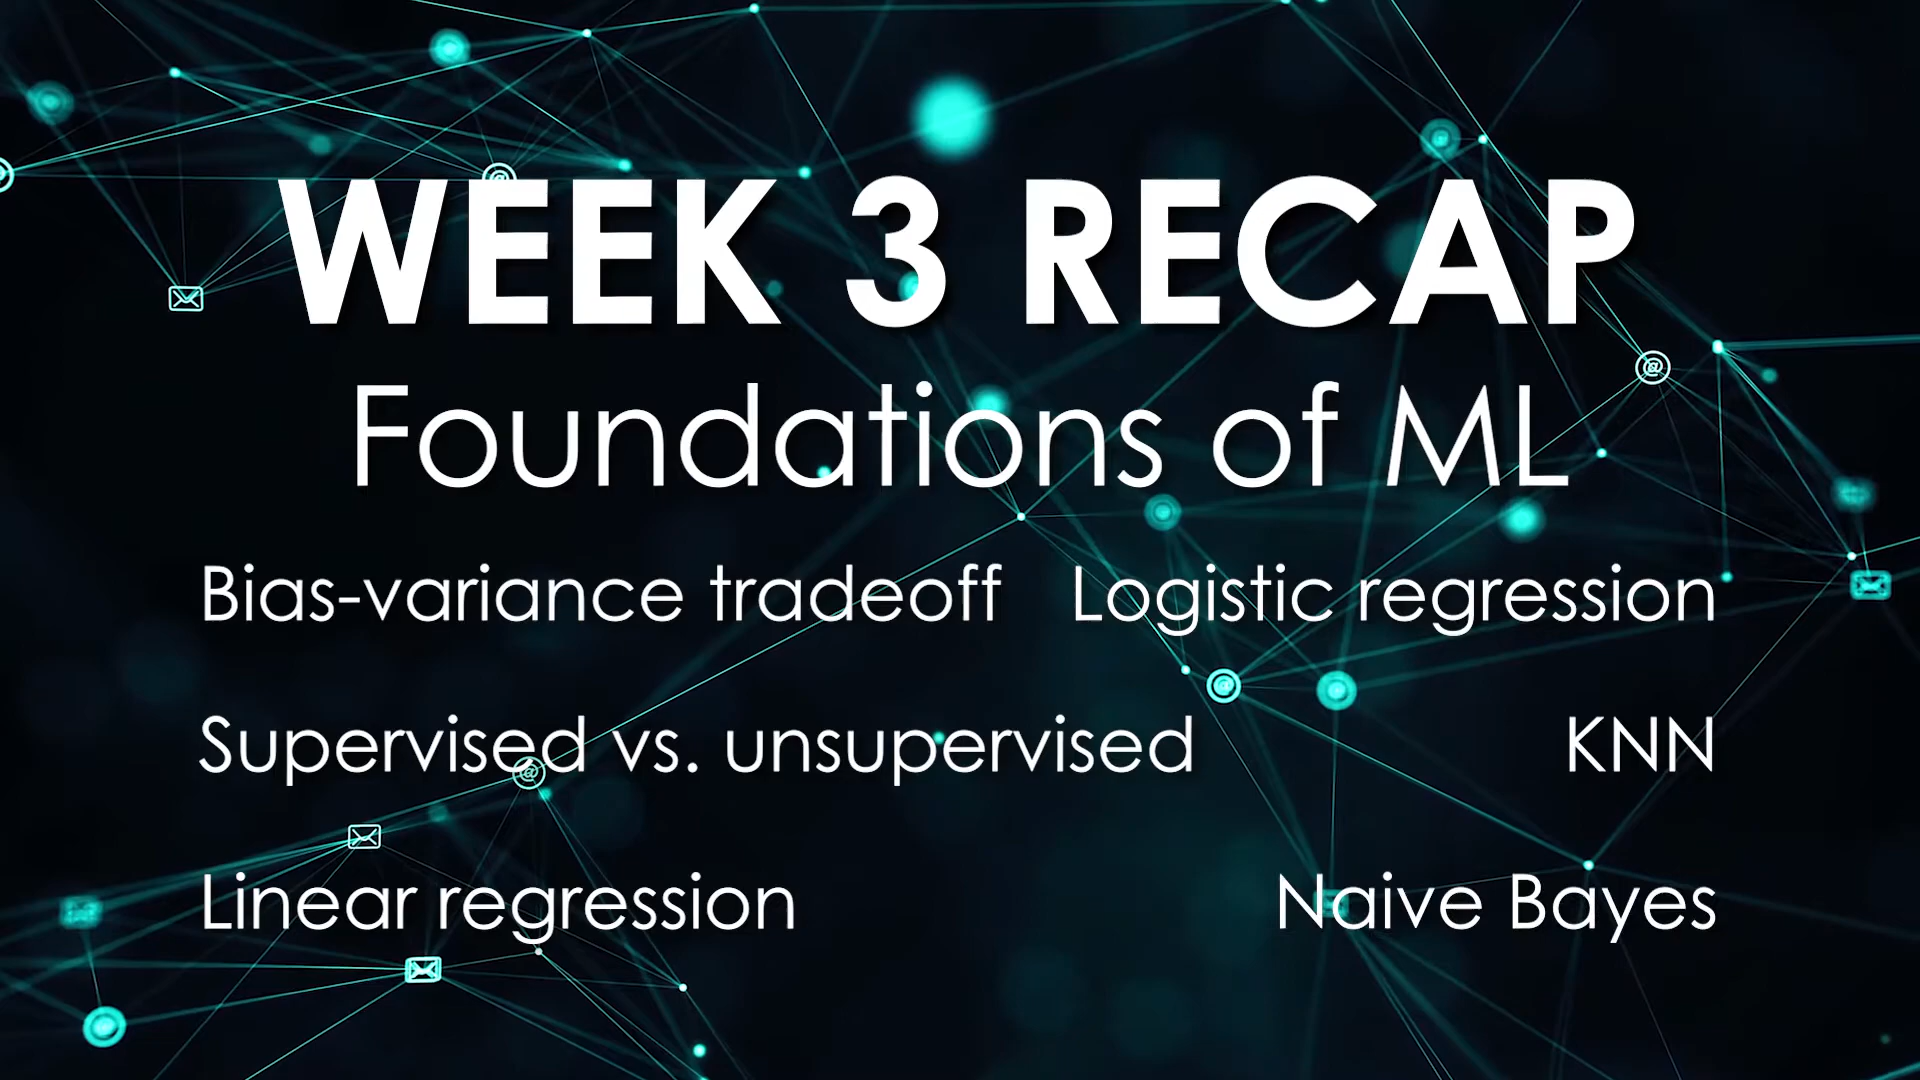 WEEK 3 RECAP
Foundations of ML
Bias-variance tradeoff
Logistic regression
Supervised vs. unsupervised
KNN
Linear regression
Naive Bayes